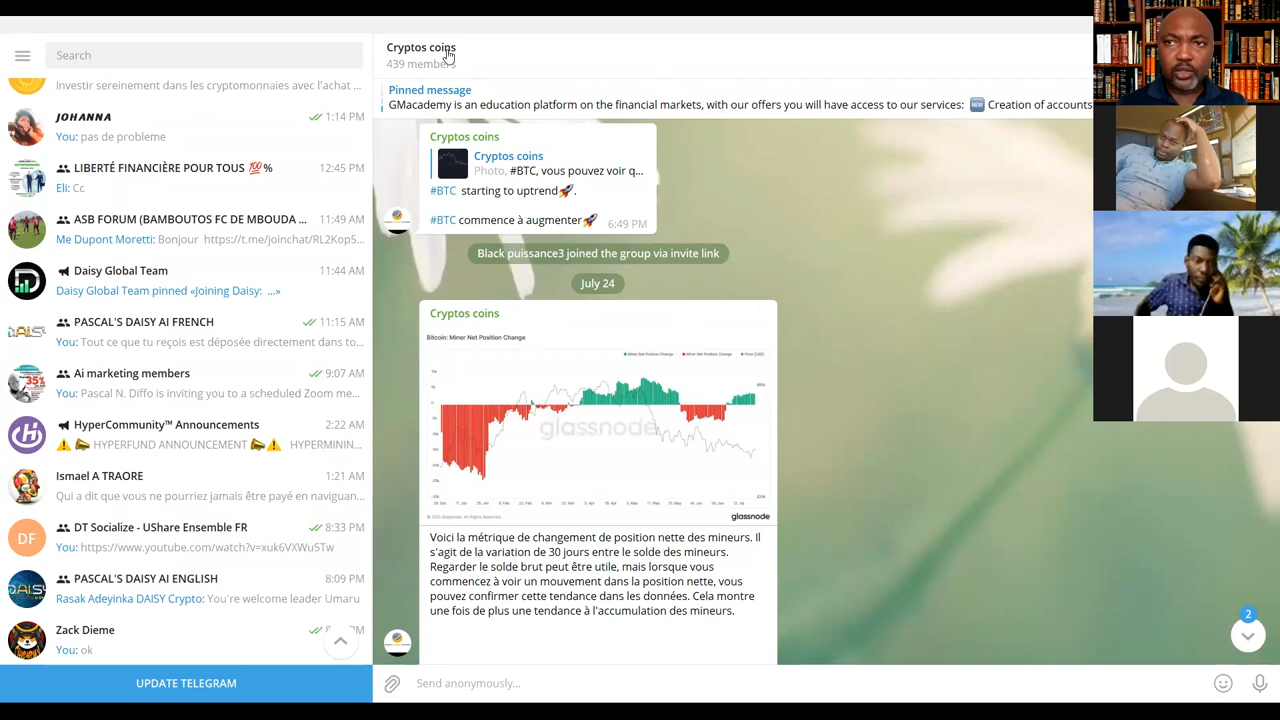 Search
Investir sereinement dans les cryptomonnaies avec l'achat ...
JOHANNA
1:14 PM
You: pas de probleme
LIBERTÉ FINANCIÈRE POUR TOUS 💯%
12:45 PM
Eli: Cc
ASB FORUM (BAMBOUTOS FC DE MBOUDA ...
11:49 AM
Me Dupont Moretti: Bonjour https://t.me/joinchat/RL2Kop5...
Daisy Global Team
11:44 AM
Daisy Global Team pinned «Joining Daisy: ...»
PASCAL'S DAISY AI FRENCH
11:15 AM
You: Tout ce que tu reçois est déposée directement dans to...
Ai marketing members
9:07 AM
You: Pascal N. Diffo is inviting you to a scheduled Zoom me...
HyperCommunity™ Announcements
2:22 AM
⚠️ 📣 HYPERFUND ANNOUNCEMENT 📣⚠️ HYPERMININ...
Ismael A TRAORE
1:21 AM
Qui a dit que vous ne pourriez jamais être payé en naviguan...
DF
DT Socialize - UShare Ensemble FR
8:33 PM
You: https://www.youtube.com/watch?v=xuk6VXWu5Tw
PASCAL'S DAISY AI ENGLISH
8:09 PM
Rasak Adeyinka DAISY Crypto: You're welcome leader Umaru
Zack Dieme
You: ok
UPDATE TELEGRAM
Cryptos coins
439 members
Pinned message
GMacademy is an education platform on the financial markets, with our offers you will have access to our services: 🆕 Creation of accounts
Cryptos coins
Cryptos coins
Photo, #BTC, vous pouvez voir q...
#BTC starting to uptrend🚀.
#BTC commence à augmenter🚀
6:49 PM
Black puissance3 joined the group via invite link
July 24
Cryptos coins
Bitcoin: Miner Net Position Change
Miner Net Position Change
Miner Net Position Change
Price [USD]
glassnode
glassnode
Voici la métrique de changement de position nette des mineurs. Il
s'agit de la variation de 30 jours entre le solde des mineurs.
Regarder le solde brut peut être utile, mais lorsque vous
commencez à voir un mouvement dans la position nette, vous
pouvez confirmer cette tendance dans les données. Cela montre
une fois de plus une tendance à l'accumulation des mineurs.
2
Send anonymously...